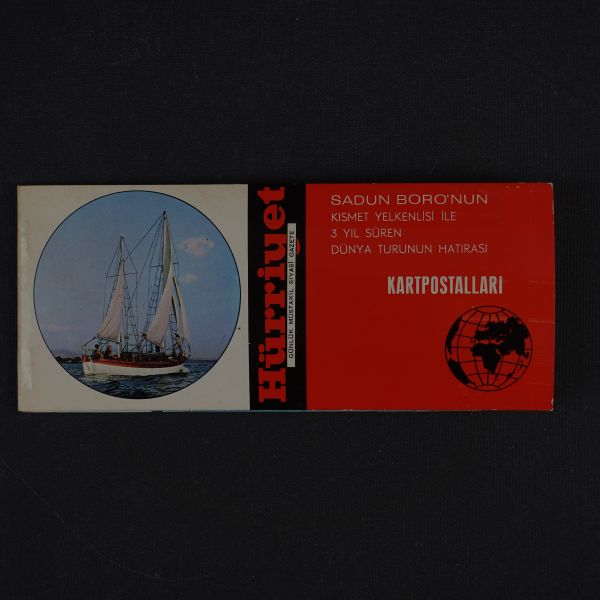 Hürriyet
GÜNLÜK MÜSTAKİL SİYASİ GAZETE
SADUN BORO'NUN
KISMET YELKENLİSİ İLE
3 YIL SÜREN
DÜNYA TURUNUN HATIRASI
KARTPOSTALLARI